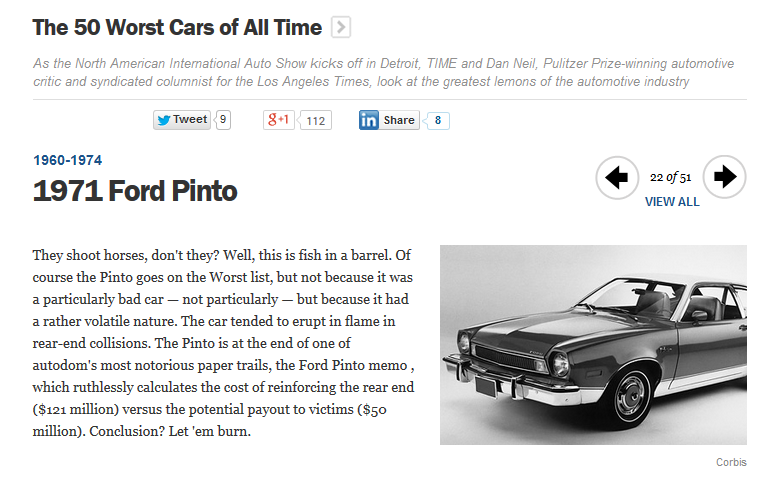 The 50 Worst Cars of All Time
As the North American International Auto Show kicks off in Detroit, TIME and Dan Neil, Pulitzer Prize-winning automotive
critic and syndicated columnist for the Los Angeles Times, look at the greatest lemons of the automotive industry
Tweet 9 g+1 112 in Share 8
1960-1974
1971 Ford Pinto
22 of 51
VIEW ALL
They shoot horses, don't they? Well, this is fish in a barrel. Of
course the Pinto goes on the Worst list, but not because it was
a particularly bad car — not particularly — but because it had
a rather volatile nature. The car tended to erupt in flame in
rear-end collisions. The Pinto is at the end of one of
autodom's most notorious paper trails, the Ford Pinto memo ,
which ruthlessly calculates the cost of reinforcing the rear end
($121 million) versus the potential payout to victims ($50
million). Conclusion? Let 'em burn.
Corbis